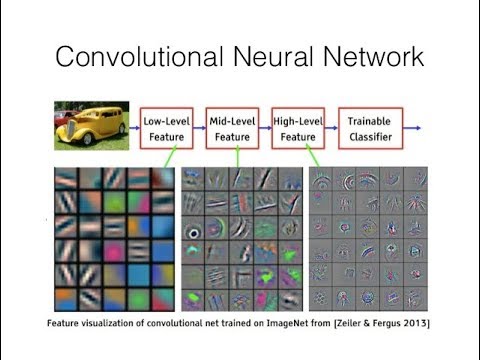 Convolutional Neural Network
Low-Level
Feature
Mid-Level
Feature
High-Level
Feature
Trainable
Classifier
Feature visualization of convolutional net trained on ImageNet from [Zeiler & Fergus 2013]